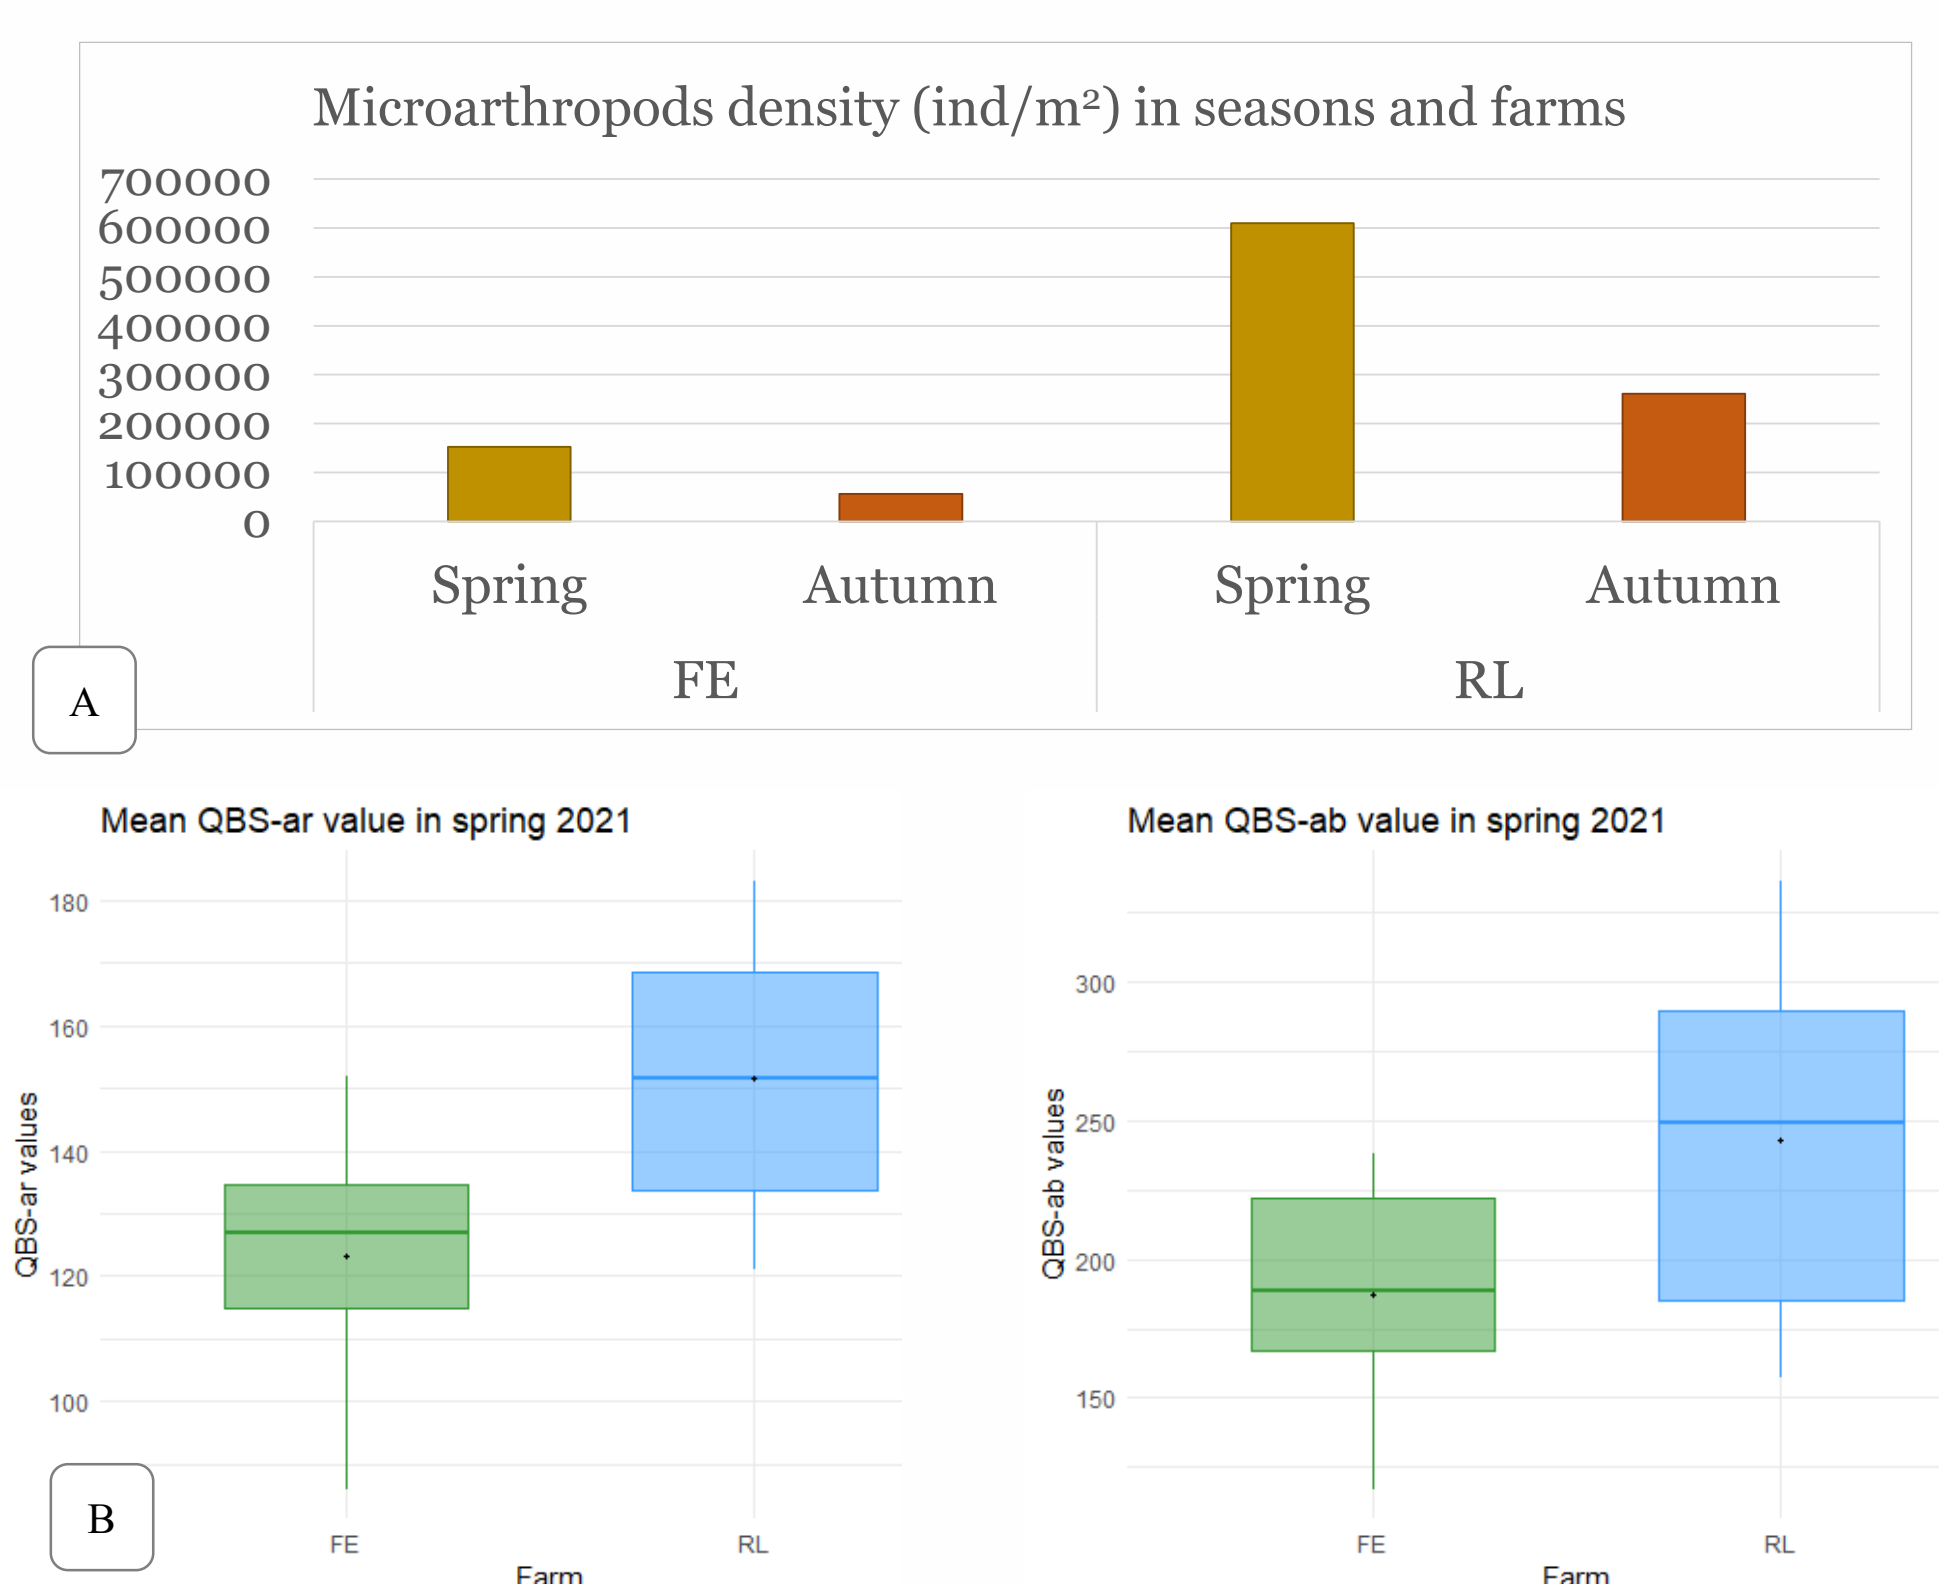 Microarthropods density (ind/m²) in seasons and farms
700000
600000
500000
400000
300000
200000
100000
0
Spring Autumn Spring Autumn
FE RL
A
Mean QBS-ar value in spring 2021
QBS-ar values
180
160
140
120
100
FE RL
Farm
B
Mean QBS-ab value in spring 2021
QBS-ab values
300
250
200
150
FE RL
Farm